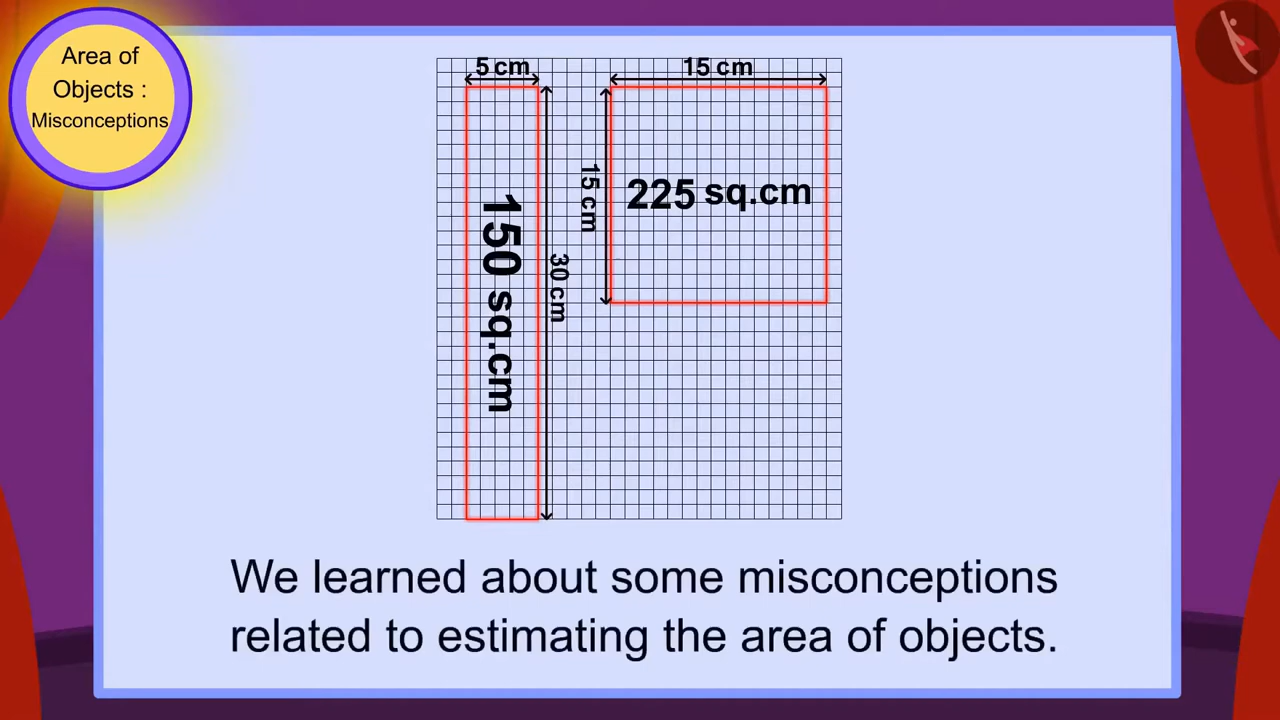 Area of
Objects :
Misconceptions
5 cm
15 cm
150 sq.cm
30 cm
15 cm
225 sq.cm
We learned about some misconceptions
related to estimating the area of objects.